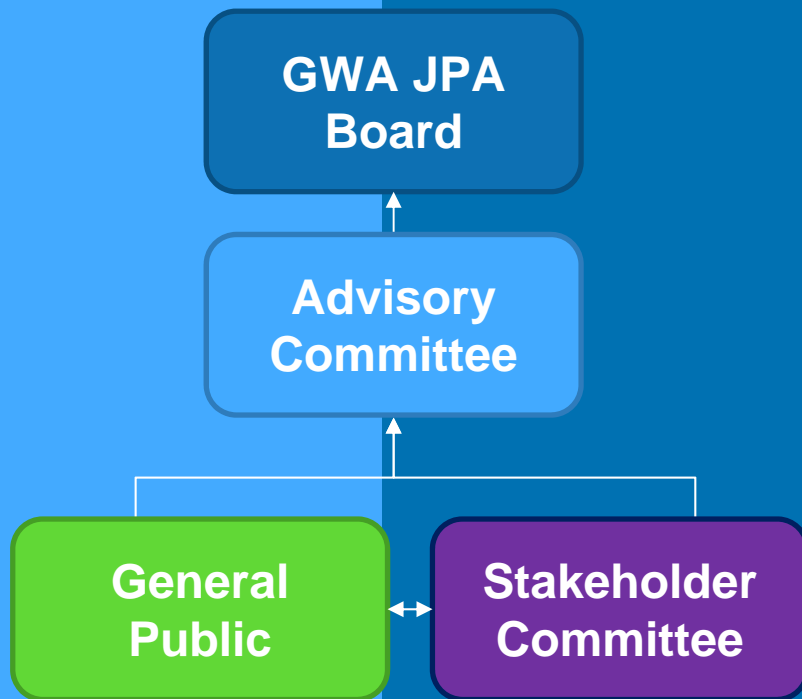 GWA JPA
Board
Advisory
Committee
General
Public
Stakeholder
Committee